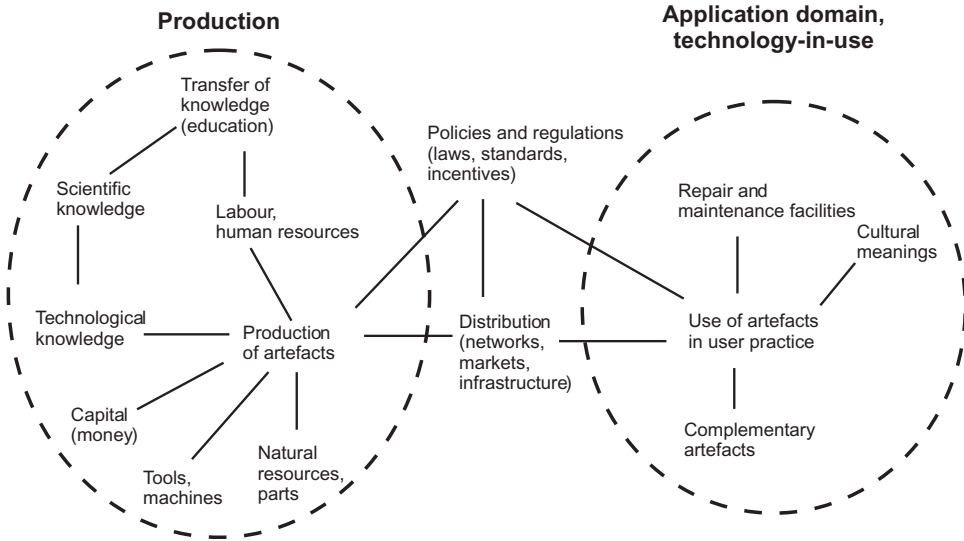 Production
Application domain,
technology-in-use
Transfer of
knowledge
(education)
Policies and regulations
(laws, standards,
incentives)
Scientific
knowledge
Labour,
human resources
Repair and
maintenance facilities
Cultural
meanings
Technological
knowledge
Production
of artefacts
Distribution
(networks,
markets,
infrastructure)
Use of artefacts
in user practice
Capital
(money)
Tools,
machines
Natural
resources,
parts
Complementary
artefacts